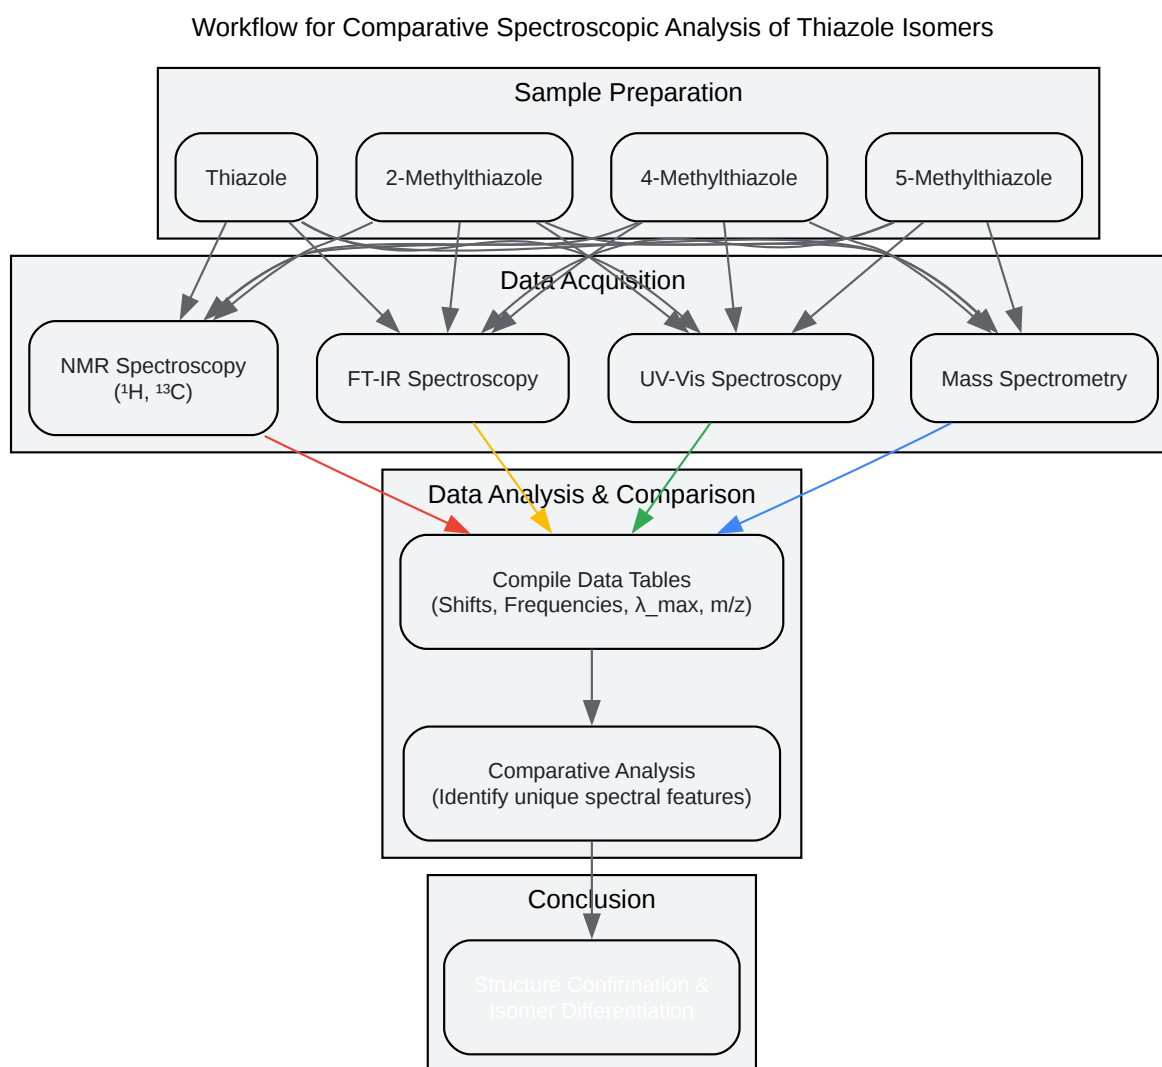 Workflow for Comparative Spectroscopic Analysis of Thiazole Isomers
Sample Preparation
Thiazole
2-Methylthiazole
4-Methylthiazole
5-Methylthiazole
Data Acquisition
NMR Spectroscopy
(¹H, ¹³C)
FT-IR Spectroscopy
UV-Vis Spectroscopy
Mass Spectrometry
Data Analysis & Comparison
Compile Data Tables
(Shifts, Frequencies, λ_max, m/z)
Comparative Analysis
(Identify unique spectral features)
Conclusion
Structure Confirmation &
Isomer Differentiation